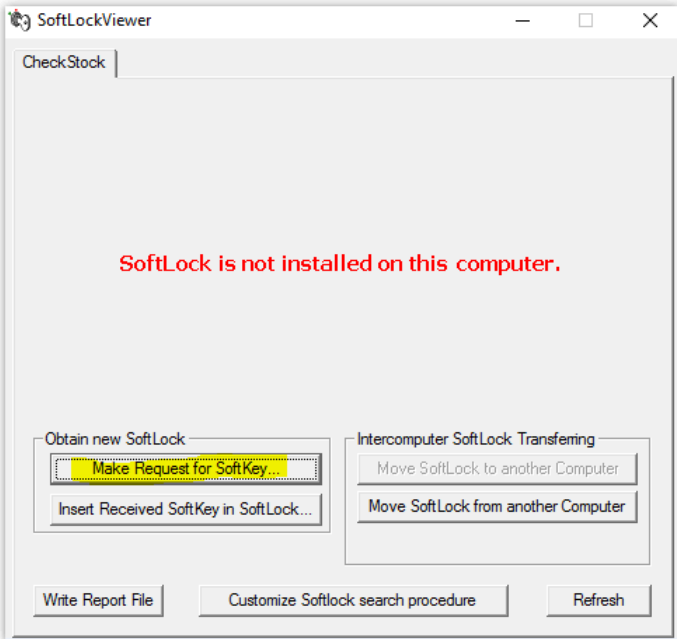 SoftLockViewer
CheckStock
SoftLock is not installed on this computer.
Obtain new SoftLock
Make Request for SoftKey...
Insert Received SoftKey in SoftLock...
Intercomputer SoftLock Transferring
Move SoftLock to another Computer
Move SoftLock from another Computer
Write Report File
Customize Softlock search procedure
Refresh